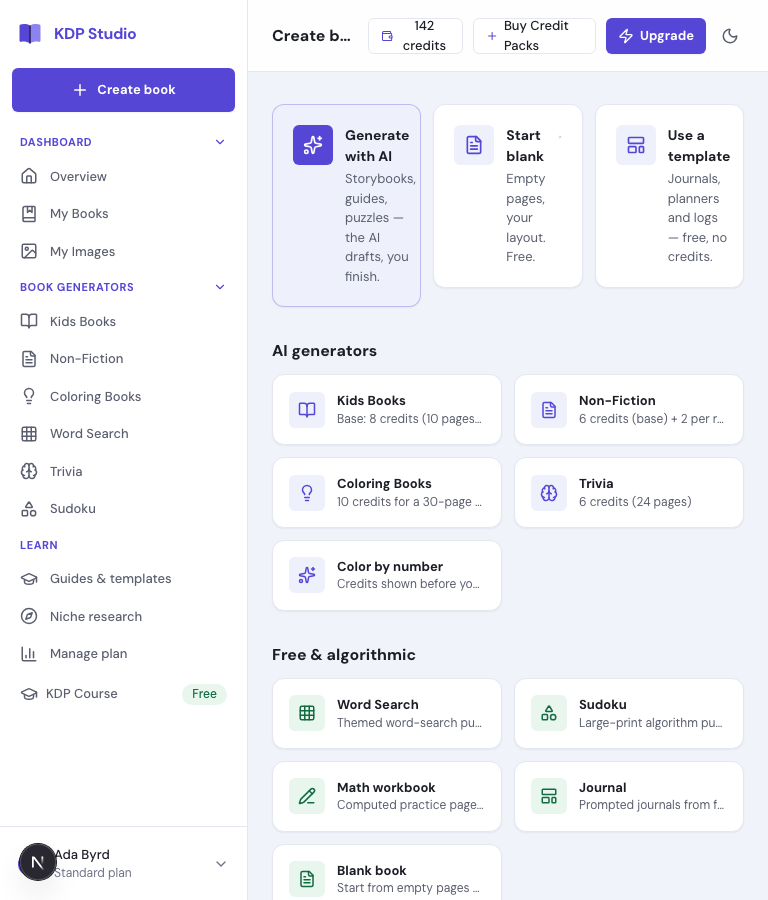 KDP Studio
Create book
DASHBOARD
Overview
My Books
My Images
BOOK GENERATORS
Kids Books
Non-Fiction
Coloring Books
Word Search
Trivia
Sudoku
LEARN
Guides & templates
Niche research
Manage plan
KDP Course
Free
N
Ada Byrd
Standard plan
Create b...
142
credits
Buy Credit
Packs
Upgrade
Generate
with AI
Storybooks,
guides,
puzzles —
the AI
drafts, you
finish.
Start
blank
Empty
pages,
your
layout.
Free.
Use a
template
Journals,
planners
and logs
— free, no
credits.
AI generators
Kids Books
Base: 8 credits (10 pages...
Non-Fiction
6 credits (base) + 2 per r...
Coloring Books
10 credits for a 30-page ...
Trivia
6 credits (24 pages)
Color by number
Credits shown before yo...
Free & algorithmic
Word Search
Themed word-search pu...
Sudoku
Large-print algorithm pu...
Math workbook
Computed practice page...
Journal
Prompted journals from f...
Blank book
Start from empty pages ...